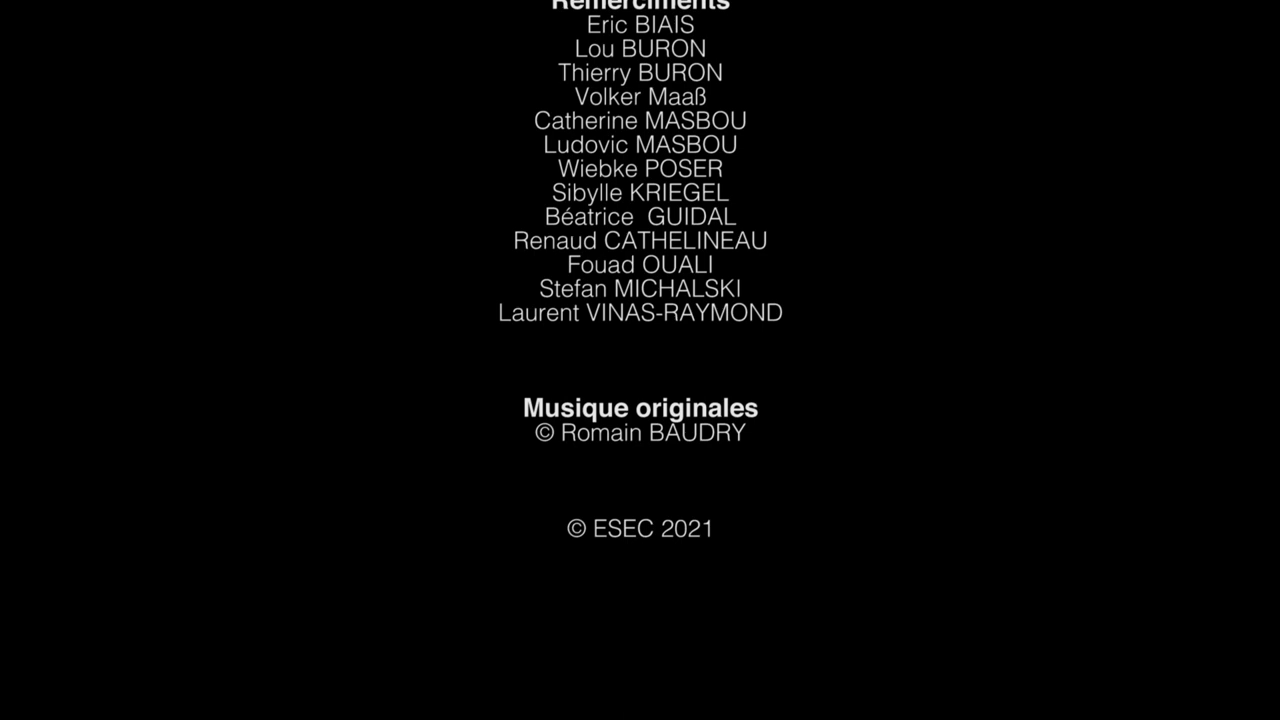 Remerciments
Eric BIAIS
Lou BURON
Thierry BURON
Volker Maaß
Catherine MASBOU
Ludovic MASBOU
Wiebke POSER
Sibylle KRIEGEL
Béatrice  GUIDAL
Renaud CATHELINEAU
Fouad OUALI
Stefan MICHALSKI
Laurent VINAS-RAYMOND
Musique originales
© Romain BAUDRY
© ESEC 2021